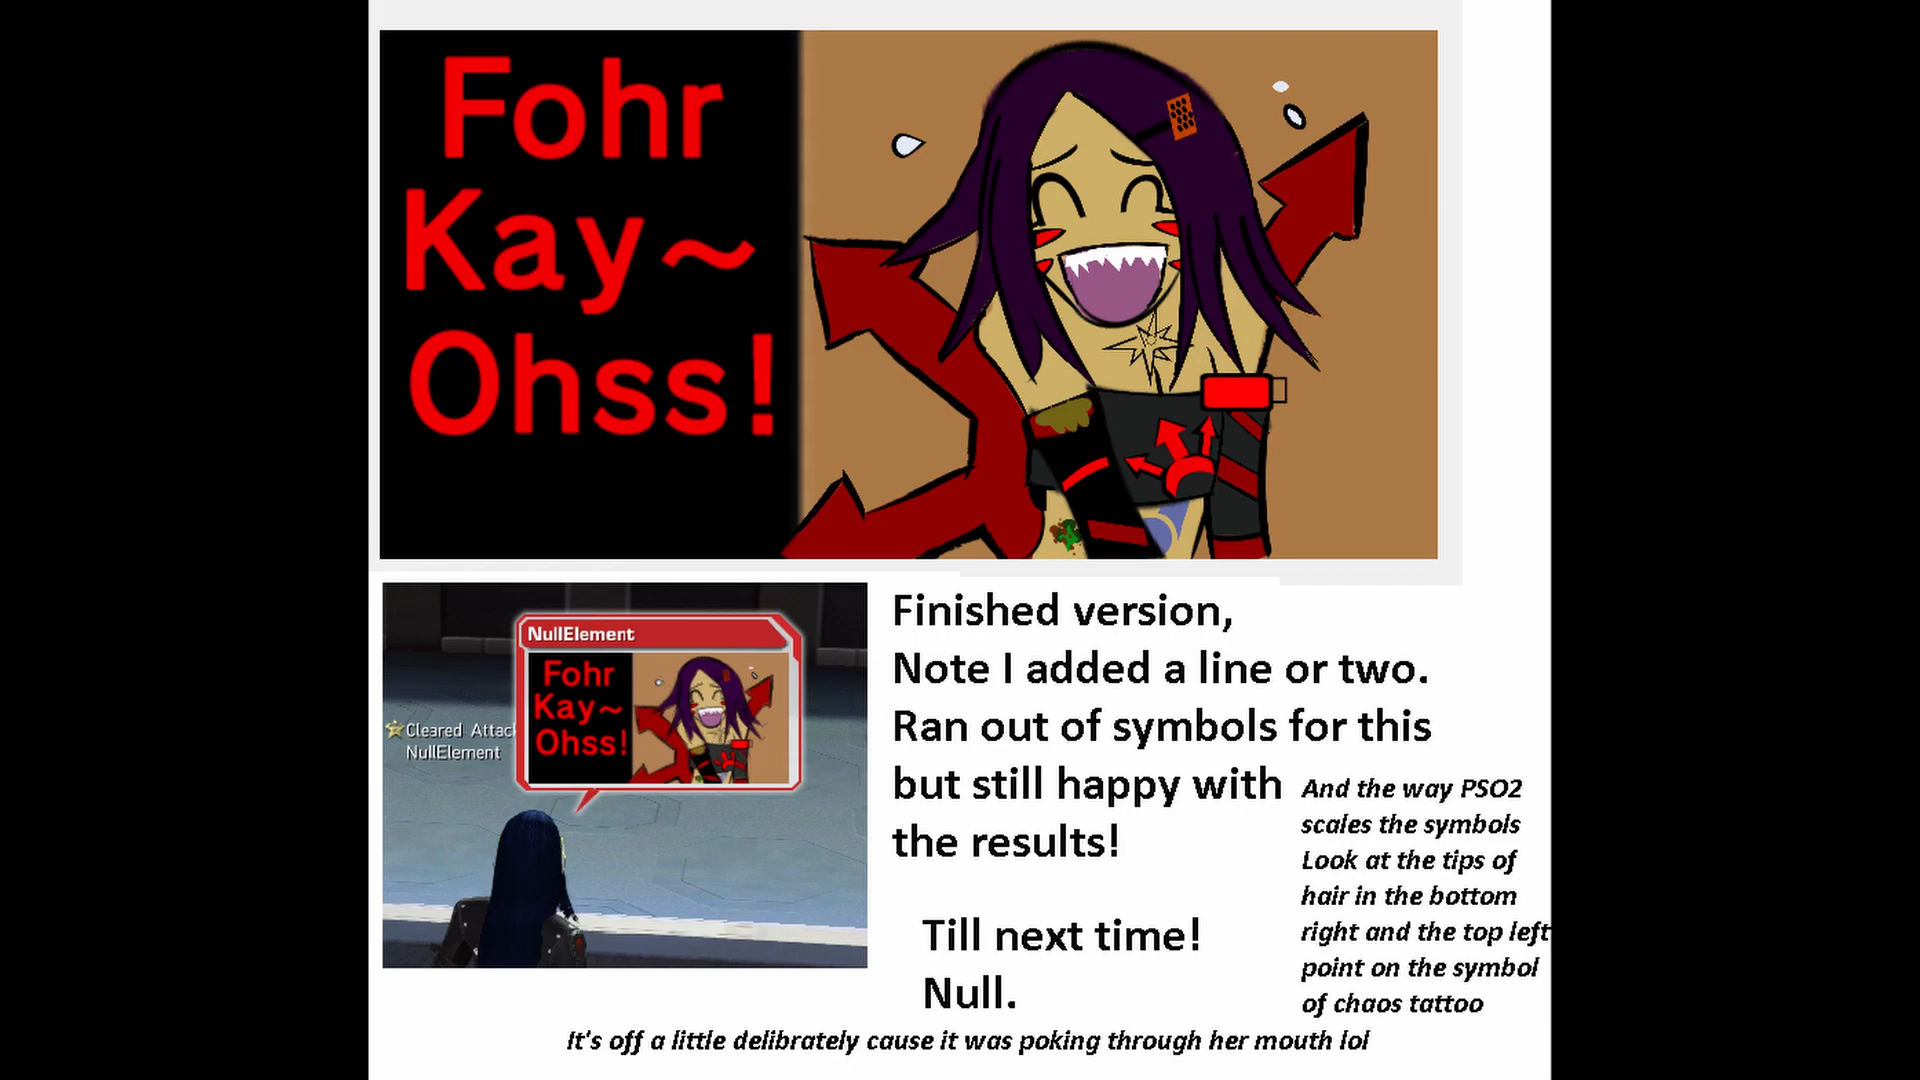 Fohr
Kay~
Ohss!
NullElement
Fohr
Kay~
Ohss!
Cleared Attack
NullElement
Finished version,
Note I added a line or two.
Ran out of symbols for this
but still happy with
the results!
And the way PSO2
scales the symbols
Look at the tips of
hair in the bottom
right and the top left
point on the symbol
of chaos tattoo
Till next time!
Null.
It's off a little delibrately cause it was poking through her mouth lol